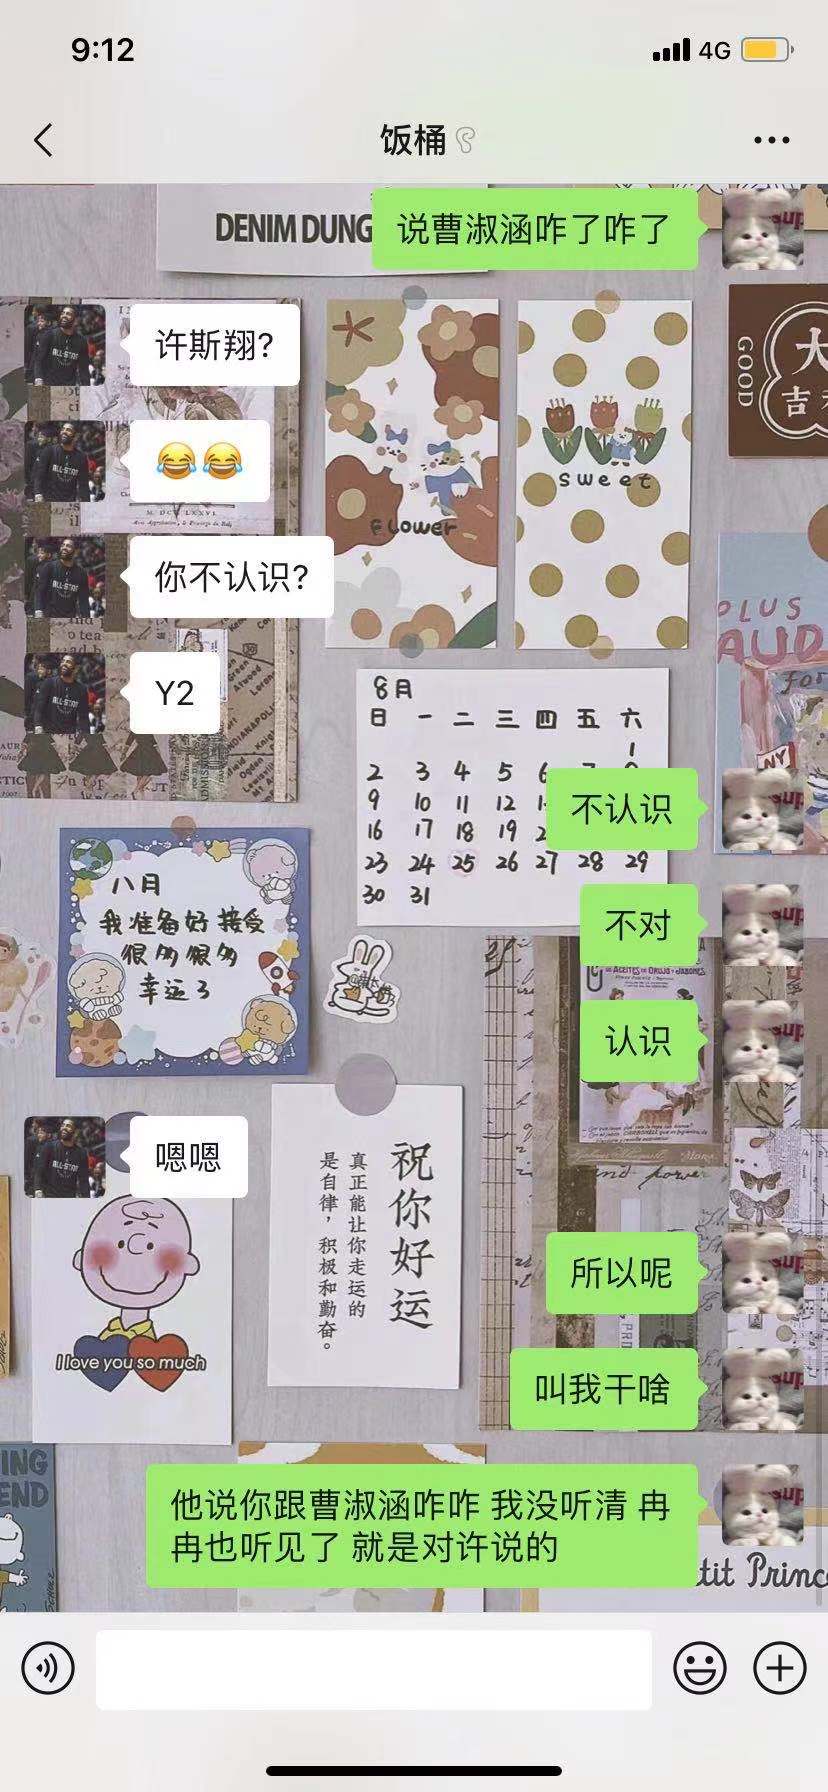 9:12
4G
饭桶
DENIM DUNG
说曹淑涵咋了咋了
许斯翔?
😂😂
你不认识?
Y2
Flower
sweet
GOOD
大
吉
PLUS
AUD
for
NY
8月
日 一 二 三 四 五 六
1
2 3 4 5 6
9 10 11 12
16 17 18 19 2
23 24 25 26 27 28 29
30 31
不认识
不对
认识
八月
我准备好接受
很多很多
幸运了
嗯嗯
祝你好运
真正能让你走运的
是自律，积极和勤奋。
I love you so much
and power
所以呢
叫我干啥
他说你跟曹淑涵咋咋 我没听清 冉
冉也听见了 就是对许说的
ING
END
tit Princ